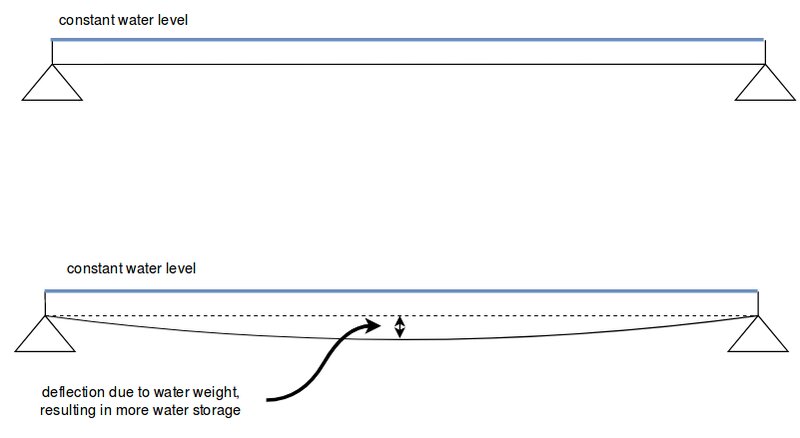 constant water level
constant water level
deflection due to water weight,
resulting in more water storage